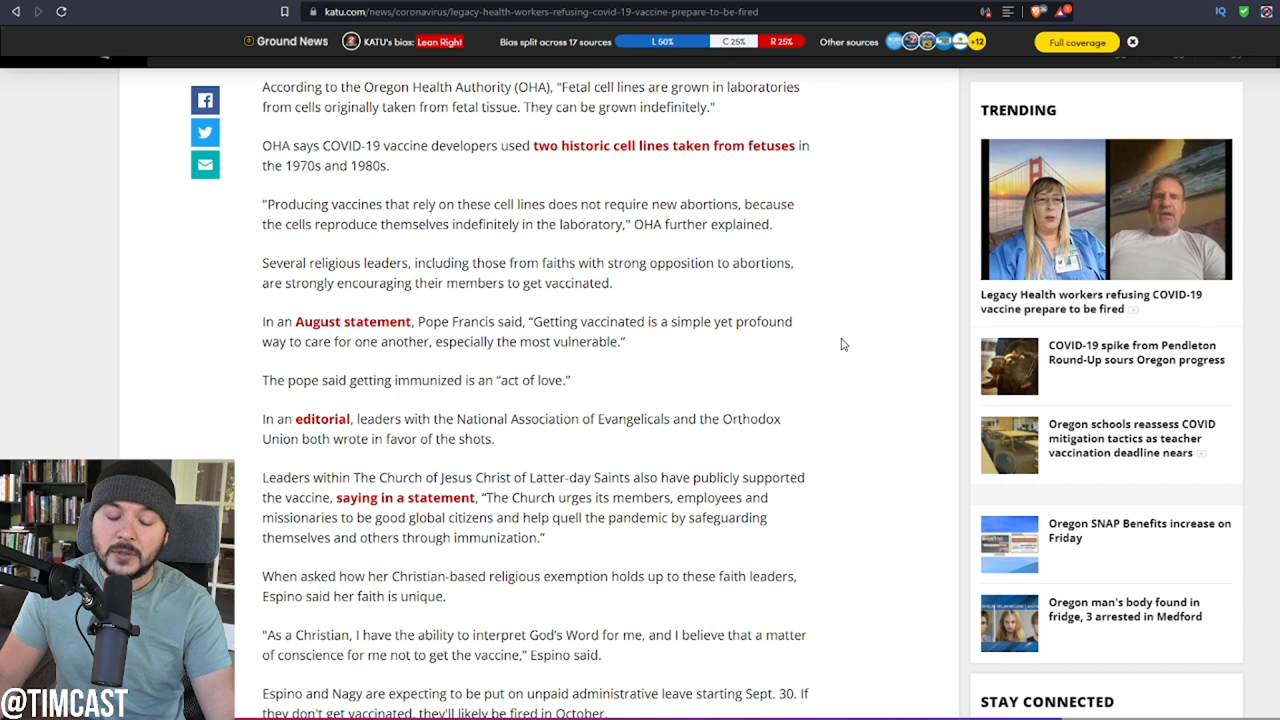 katu.com/news/coronavirus/legacy-health-workers-refusing-covid-19-vaccine-prepare-to-be-fired
IQ
Ground News
KATU's bias: Lean Right
Bias split across 17 sources
L 50%
C 25%
R 25%
Other sources
+12
Full coverage
According to the Oregon Health Authority (OHA), "Fetal cell lines are grown in laboratories
from cells originally taken from fetal tissue. They can be grown indefinitely."
OHA says COVID-19 vaccine developers used two historic cell lines taken from fetuses in
the 1970s and 1980s.
"Producing vaccines that rely on these cell lines does not require new abortions, because
the cells reproduce themselves indefinitely in the laboratory," OHA further explained.
Several religious leaders, including those from faiths with strong opposition to abortions,
are strongly encouraging their members to get vaccinated.
In an August statement, Pope Francis said, “Getting vaccinated is a simple yet profound
way to care for one another, especially the most vulnerable.”
The pope said getting immunized is an “act of love.”
In an editorial, leaders with the National Association of Evangelicals and the Orthodox
Union both wrote in favor of the shots.
Leaders within The Church of Jesus Christ of Latter-day Saints also have publicly supported
the vaccine, saying in a statement, “The Church urges its members, employees and
missionaries to be good global citizens and help quell the pandemic by safeguarding
themselves and others through immunization.”
When asked how her Christian-based religious exemption holds up to these faith leaders,
Espino said her faith is unique.
"As a Christian, I have the ability to interpret God’s Word for me, and I believe that a matter
of conscience for me not to get the vaccine,” Espino said.
Espino and Nagy are expecting to be put on unpaid administrative leave starting Sept. 30. If
they don't get vaccinated, they'll likely be fired in October.
TRENDING
Legacy Health workers refusing COVID-19
vaccine prepare to be fired
COVID-19 spike from Pendleton
Round-Up sours Oregon progress
Oregon schools reassess COVID
mitigation tactics as teacher
vaccination deadline nears
Oregon SNAP Benefits increase on
Friday
Oregon man's body found in
fridge, 3 arrested in Medford
STAY CONNECTED
@TIMCAST